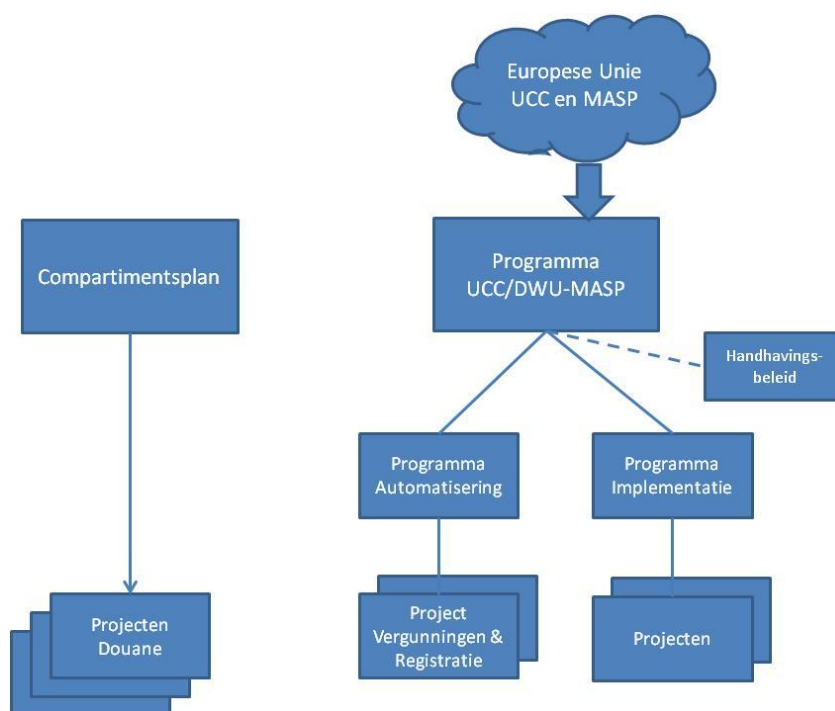 Europese Unie
UCC en MASP
Compartimentsplan
Programma
UCC/DWU-MASP
Handhavings-
beleid
Programma
Automatisering
Programma
Implementatie
Projecten
Douane
Project
Vergunningen &
Registratie
Projecten